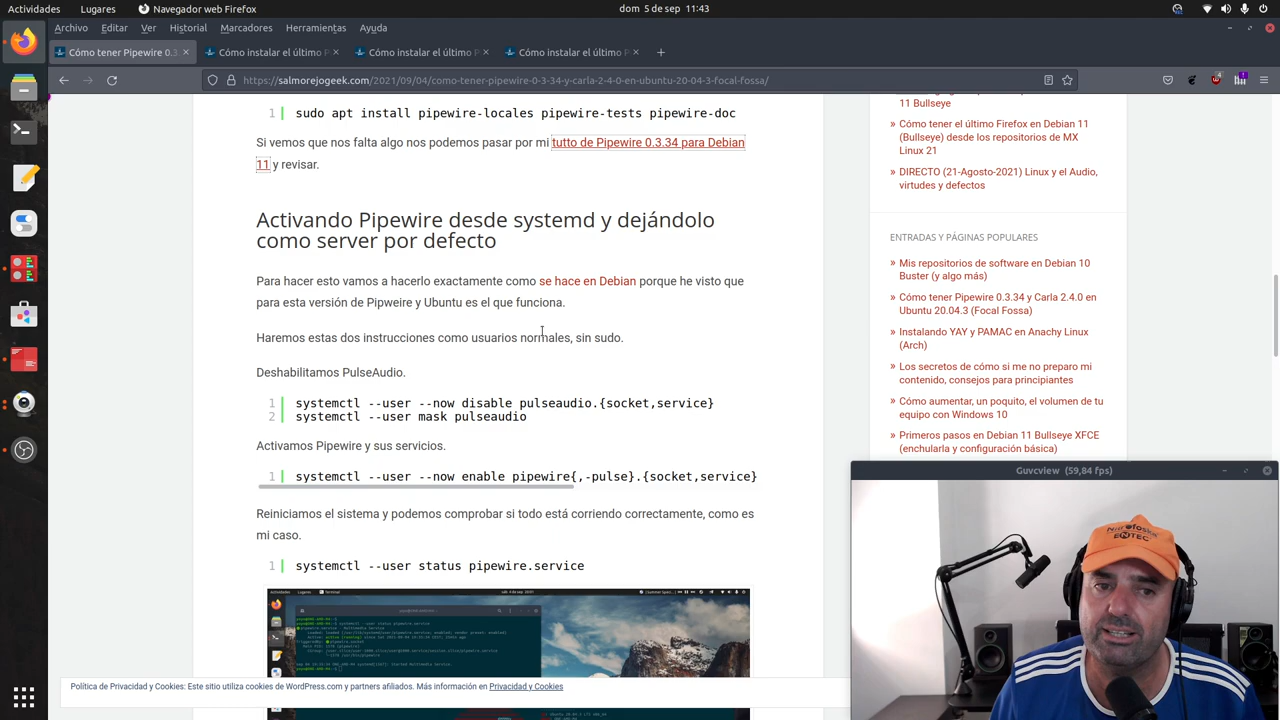 Actividades
Lugares
Firefox ESR
dom 5 de sep 11:43
Archivo Editar Ver Historial Marcadores Herramientas Ayuda
Cómo tener Pipewire 0.3.
Cómo instalar el último P
Cómo instalar el último P
Cómo instalar el último P
https://salmorejogeek.com/2021/09/04/como-tener-pipewire-0-3-34-y-carla-2-4-0-en-ubuntu-20-04-3-focal-fossa/
1 sudo apt install pipewire-locales pipewire-tests pipewire-doc
Si vemos que nos falta algo nos podemos pasar por mi tutto de Pipewire 0.3.34 para Debian
11 y revisar.
Activando Pipewire desde systemd y dejándolo
como server por defecto
Para hacer esto vamos a hacerlo exactamente como se hace en Debian porque he visto que
para esta versión de Pipweire y Ubuntu es el que funciona.
Haremos estas dos instrucciones como usuarios normales, sin sudo.
Deshabilitamos PulseAudio.
1 systemctl --user --now disable pulseaudio.{socket,service}
2 systemctl --user mask pulseaudio
Activamos Pipewire y sus servicios.
1 systemctl --user --now enable pipewire{,-pulse}.{socket,service}
Reiniciamos el sistema y podemos comprobar si todo está corriendo correctamente, como es
mi caso.
1 systemctl --user status pipewire.service
11 Bullseye
» Cómo tener el último Firefox en Debian 11
(Bullseye) desde los repositorios de MX
Linux 21
» DIRECTO (21-Agosto-2021) Linux y el Audio,
virtudes y defectos
ENTRADAS Y PÁGINAS POPULARES
» Mis repositorios de software en Debian 10
Buster (y algo más)
» Cómo tener Pipewire 0.3.34 y Carla 2.4.0 en
Ubuntu 20.04.3 (Focal Fossa)
» Instalando YAY y PAMAC en Anachy Linux
(Arch)
» Los secretos de cómo si me no preparo mi
contenido, consejos para principiantes
» Cómo aumentar, un poquito, el volumen de tu
equipo con Windows 10
» Primeros pasos en Debian 11 Bullseye XFCE
(enchularla y configuración básica)
Guvcview (59,84 fps)
Política de Privacidad y Cookies: Este sitio utiliza cookies de WordPress.com y partners afiliados. Más información en Privacidad y Cookies